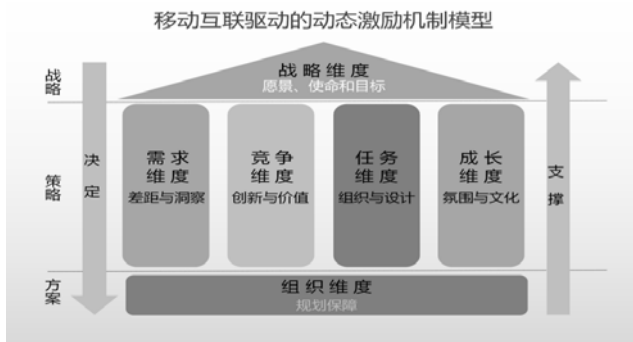 移动互联驱动的动态激励机制模型
战略
战略维度
愿景、使命和目标
决定
策略
需求
维度
差距与洞察
竞争
维度
创新与价值
任务
维度
组织与设计
成长
维度
氛围与文化
支撑
方案
组织维度
规划保障